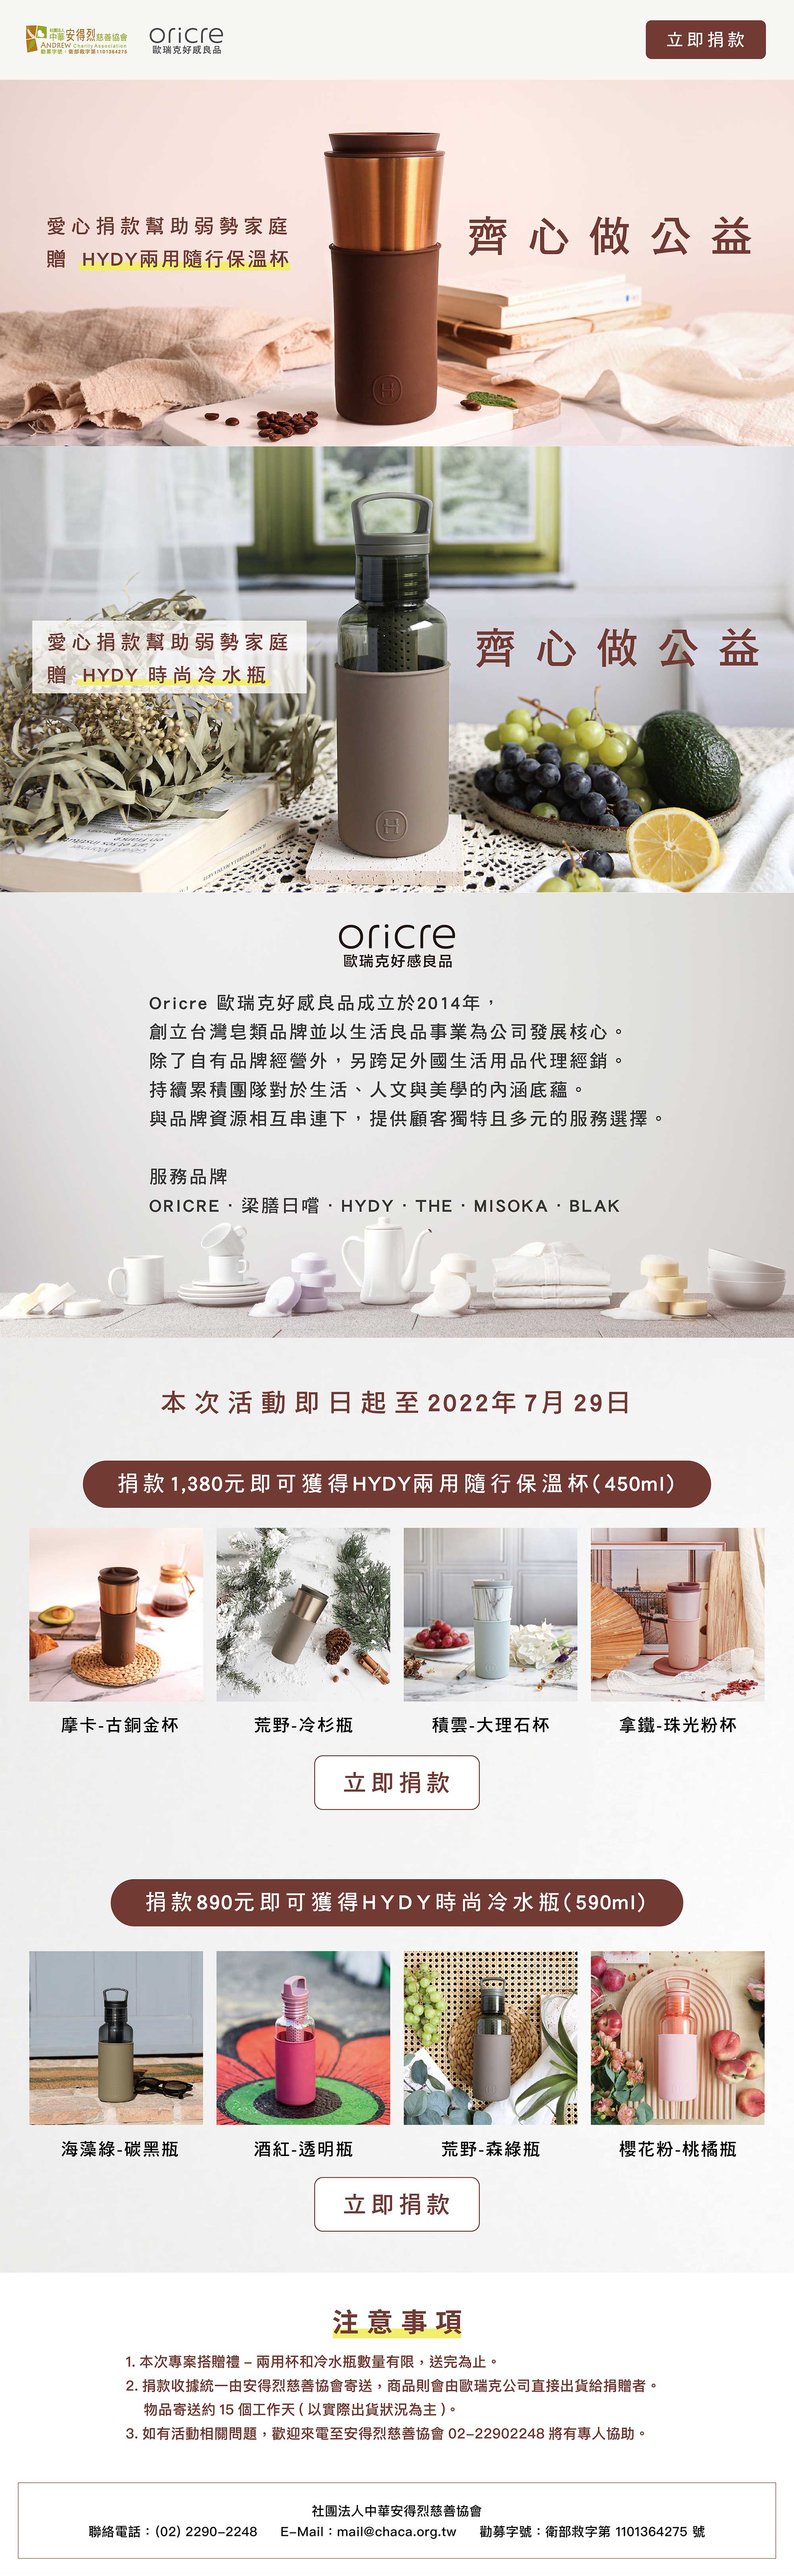 社團法人
中華安得烈慈善協會
ANDREW Charity Association
勸募字號：衛部救字第1101364275
oricre
歐瑞克好感良品
立即捐款
愛心捐款幫助弱勢家庭
贈 HYDY兩用隨行保溫杯
齊心做公益
H
愛心捐款幫助弱勢家庭
贈 HYDY 時尚冷水瓶
齊心做公益
H
oricre
歐瑞克好感良品
Oricre 歐瑞克好感良品成立於2014年，
創立台灣皂類品牌並以生活良品事業為公司發展核心。
除了自有品牌經營外，另跨足外國生活用品代理經銷。
持續累積團隊對於生活、人文與美學的內涵底蘊。
與品牌資源相互串連下，提供顧客獨特且多元的服務選擇。
服務品牌
ORICRE · 梁膳日嚐 · HYDY · THE · MISOKA · BLAK
本次活動即日起至2022年7月29日
捐款1,380元即可獲得HYDY兩用隨行保溫杯(450ml)
摩卡-古銅金杯
荒野-冷杉瓶
積雲-大理石杯
拿鐵-珠光粉杯
立即捐款
捐款890元即可獲得HYDY時尚冷水瓶(590ml)
海藻綠-碳黑瓶
酒紅-透明瓶
荒野-森綠瓶
櫻花粉-桃橘瓶
立即捐款
注意事項
1. 本次專案搭贈禮 – 兩用杯和冷水瓶數量有限，送完為止。
2. 捐款收據統一由安得烈慈善協會寄送，商品則會由歐瑞克公司直接出貨給捐贈者。
物品寄送約 15 個工作天 ( 以實際出貨狀況為主 )。
3. 如有活動相關問題，歡迎來電至安得烈慈善協會 02–22902248 將有專人協助。
社團法人中華安得烈慈善協會
聯絡電話：(02) 2290–2248 E–Mail：mail@chaca.org.tw 勸募字號：衛部救字第 1101364275 號